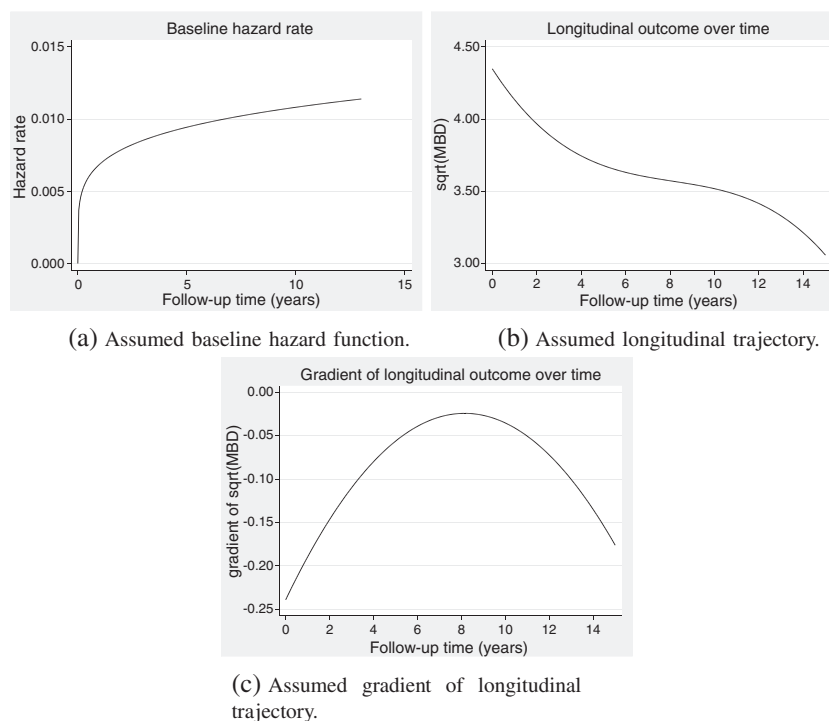 Baseline hazard rate
0.015
0.010
0.005
0.000
Hazard rate
0
5
10
15
Follow-up time (years)
(a) Assumed baseline hazard function.
Longitudinal outcome over time
4.50
4.00
3.50
3.00
sqrt(MBD)
0
2
4
6
8
10
12
14
Follow-up time (years)
(b) Assumed longitudinal trajectory.
Gradient of longitudinal outcome over time
0.00
-0.05
-0.10
-0.15
-0.20
-0.25
gradient of sqrt(MBD)
0
2
4
6
8
10
12
14
Follow-up time (years)
(c) Assumed gradient of longitudinal
trajectory.